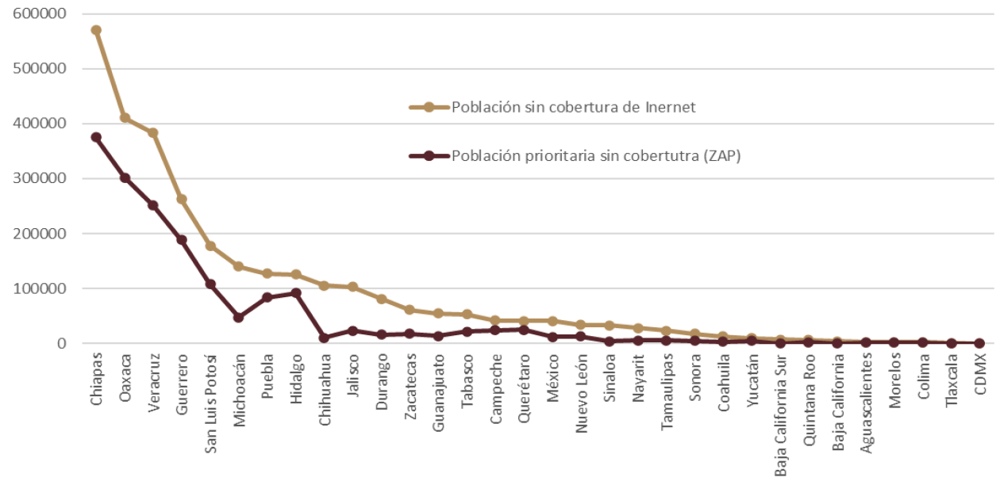 600000
500000
400000
300000
200000
100000
0
Población sin cobertura de Inernet
Población prioritaria sin cobertutra (ZAP)
Chiapas
Oaxaca
Veracruz
Guerrero
San Luis Potosí
Michoacán
Puebla
Hidalgo
Chihuahua
Jalisco
Durango
Zacatecas
Guanajuato
Tabasco
Campeche
Querétaro
México
Nuevo León
Sinaloa
Nayarit
Tamaulipas
Sonora
Coahuila
Yucatán
Baja California Sur
Quintana Roo
Baja California
Aguascalientes
Morelos
Colima
Tlaxcala
CDMX